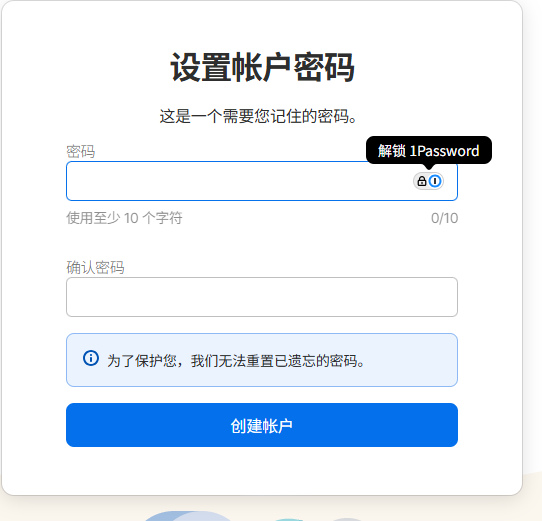 设置帐户密码
这是一个需要您记住的密码。
密码
解锁 1Password
使用至少 10 个字符
0/10
确认密码
为了保护您，我们无法重置已遗忘的密码。
创建帐户